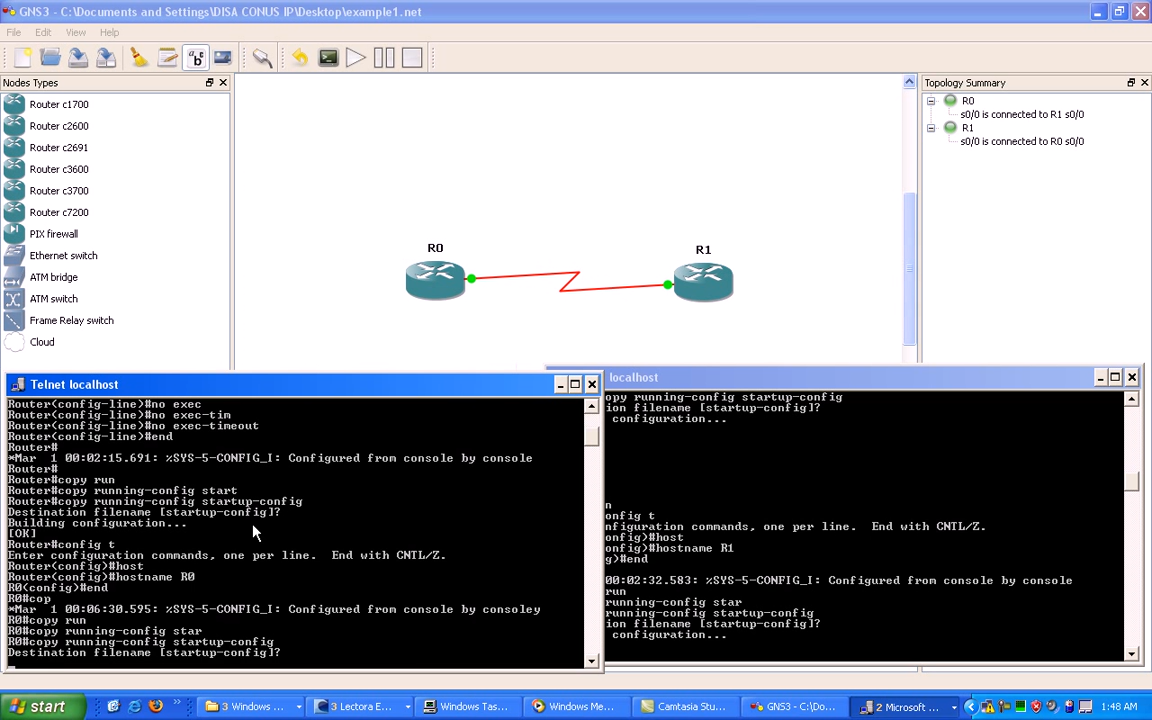 GNS3 - C:\Documents and Settings\DISA CONUS IP\Desktop\example1.net
File Edit View Help
Nodes Types
Router c1700
Router c2600
Router c2691
Router c3600
Router c3700
Router c7200
PIX firewall
Ethernet switch
ATM bridge
ATM switch
Frame Relay switch
Cloud
R0
R1
Topology Summary
R0
s0/0 is connected to R1 s0/0
R1
s0/0 is connected to R0 s0/0
Telnet localhost
Router(config-line)#no exec
Router(config-line)#no exec-tim
Router(config-line)#no exec-timeout
Router(config-line)#end
Router#
*Mar  1 00:02:15.691: %SYS-5-CONFIG_I: Configured from console by console
Router#
Router#copy run
Router#copy running-config start
Router#copy running-config startup-config
Destination filename [startup-config]?
Building configuration...
[OK]
Router#config t
Enter configuration commands, one per line.  End with CNTL/Z.
Router(config)#host
Router(config)#hostname R0
R0(config)#end
R0#cop
*Mar  1 00:06:30.595: %SYS-5-CONFIG_I: Configured from console by consoley
R0#copy run
R0#copy running-config star
R0#copy running-config startup-config
Destination filename [startup-config]?
localhost
opy running-config startup-config
ion filename [startup-config]?
configuration...
n
onfig t
nfiguration commands, one per line.  End with CNTL/Z.
onfig)#host
onfig)#hostname R1
g)#end
00:02:32.583: %SYS-5-CONFIG_I: Configured from console by console
run
running-config star
running-config startup-config
ion filename [startup-config]?
configuration...
start
3 Windows ...
3 Lectora E...
Windows Tas...
Windows Me...
Camtasia Stu...
GNS3 - C:\Do...
2 Microsoft ...
1:48 AM